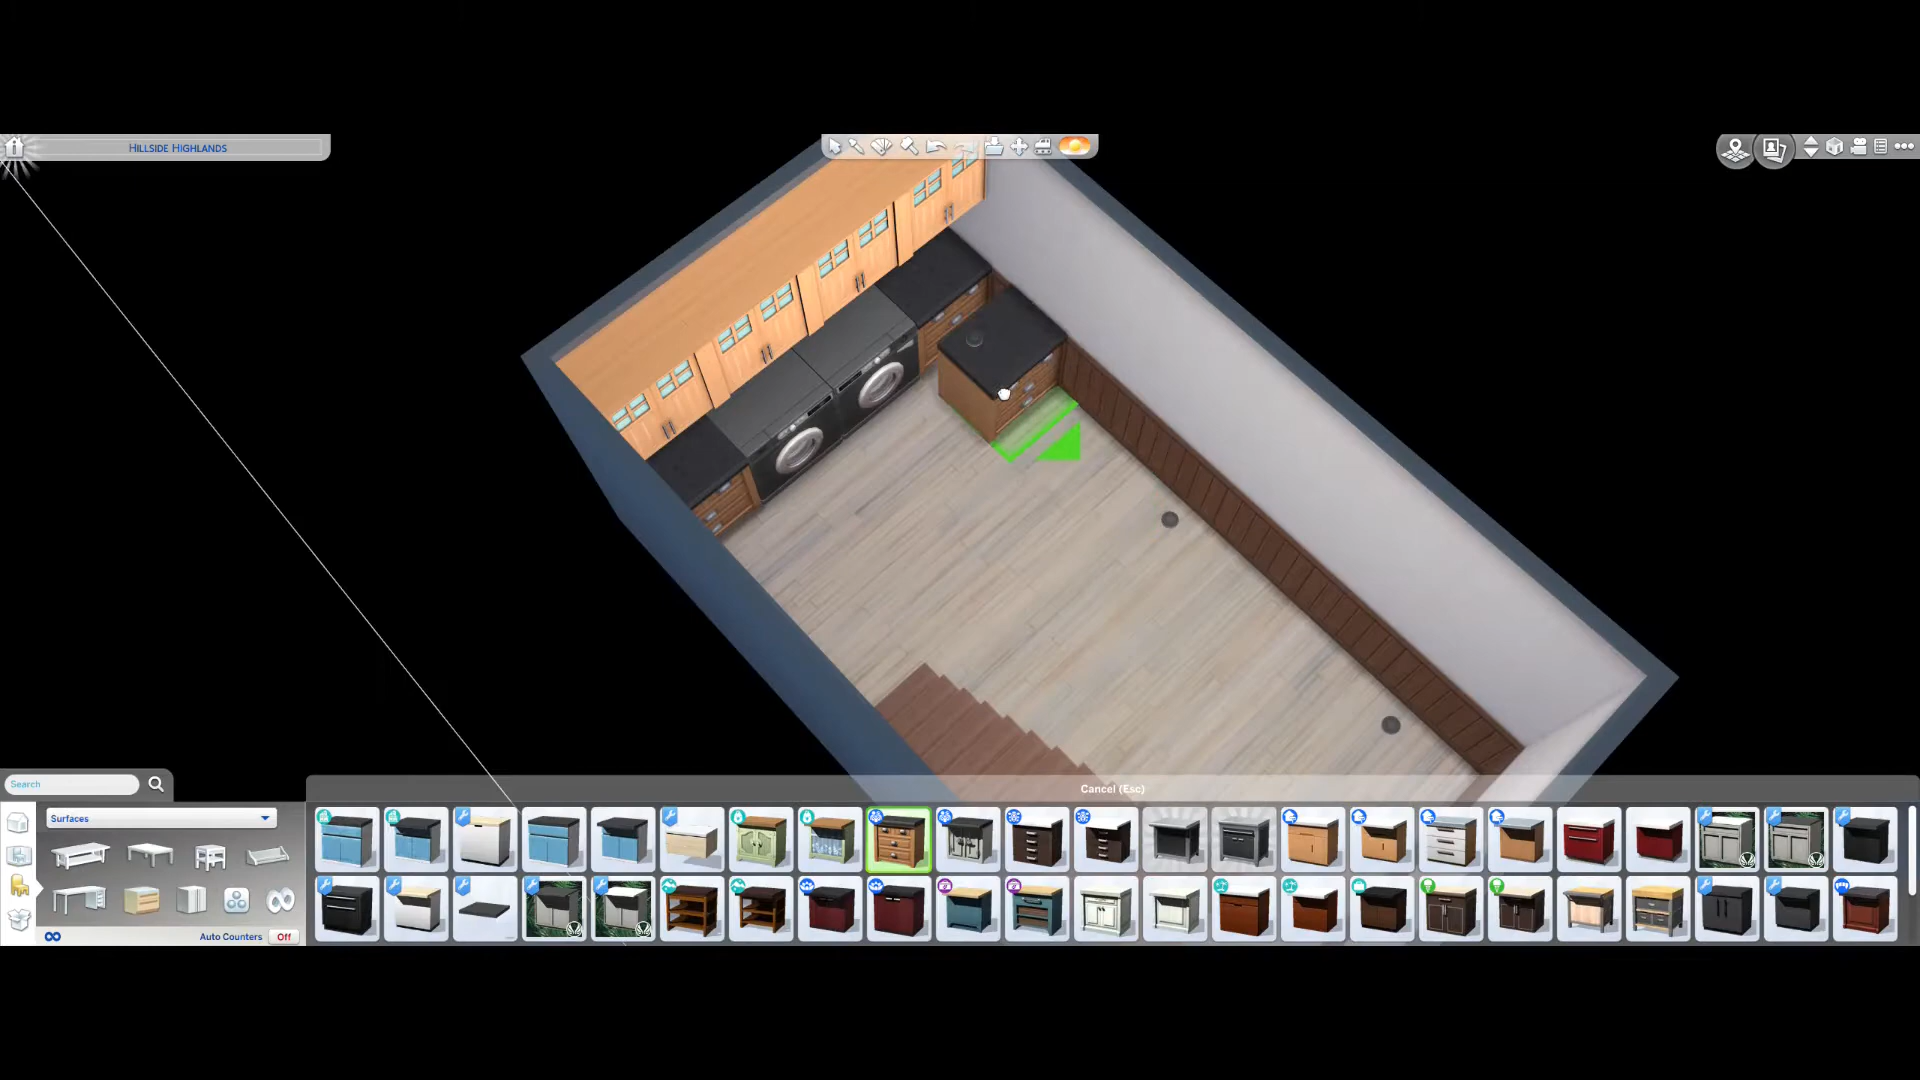 HILLSIDE HIGHLANDS
Cancel (Esc)
Search
Surfaces
Auto Counters Off